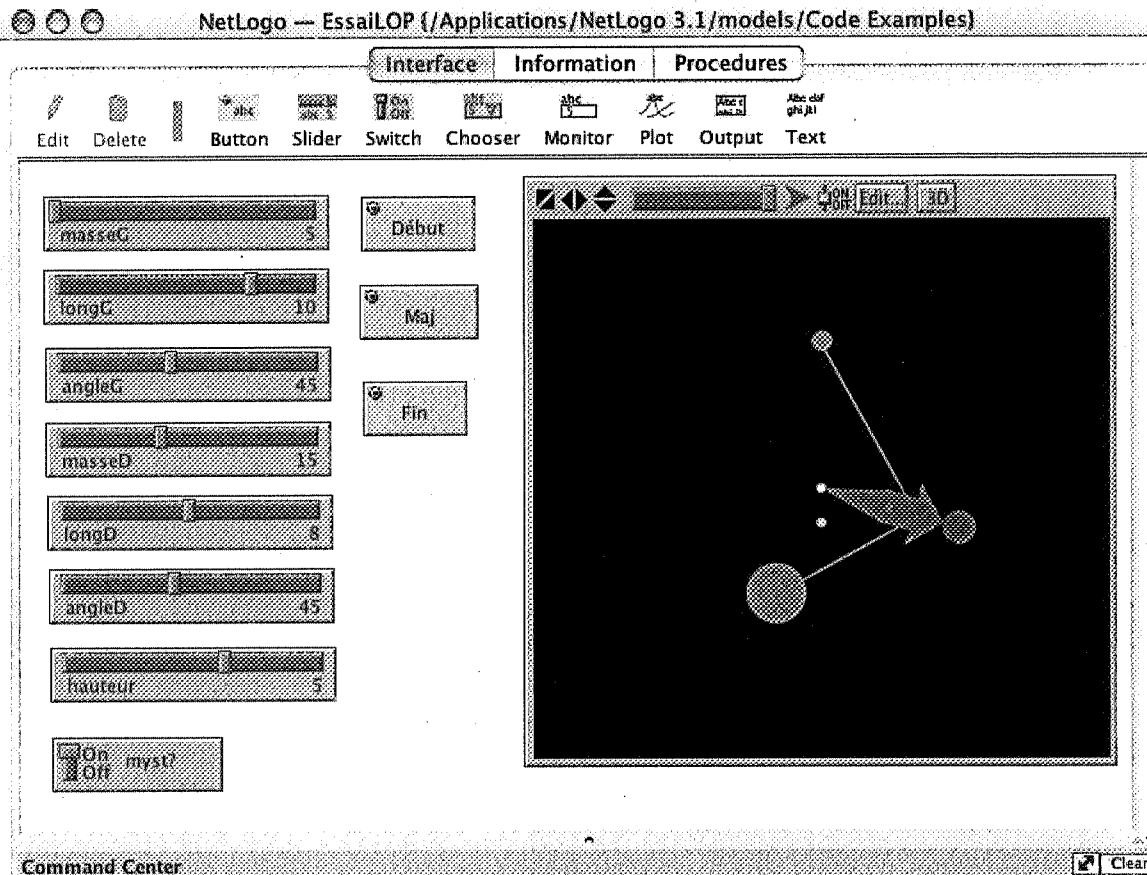 NetLogo — EssaiLOP {/Applications/NetLogo 3.1/models/Code Examples}
Interface Information Procedures
Edit Delete Button Slider Switch Chooser Monitor Plot Output Text
masseG 5
longG 10
angleG 45
masseD 15
longD 8
angleD 45
hauteur 5
On
Off
myst?
Début
Maj
Fin
ON
OFF
Edit...
3D
Command Center
Clear